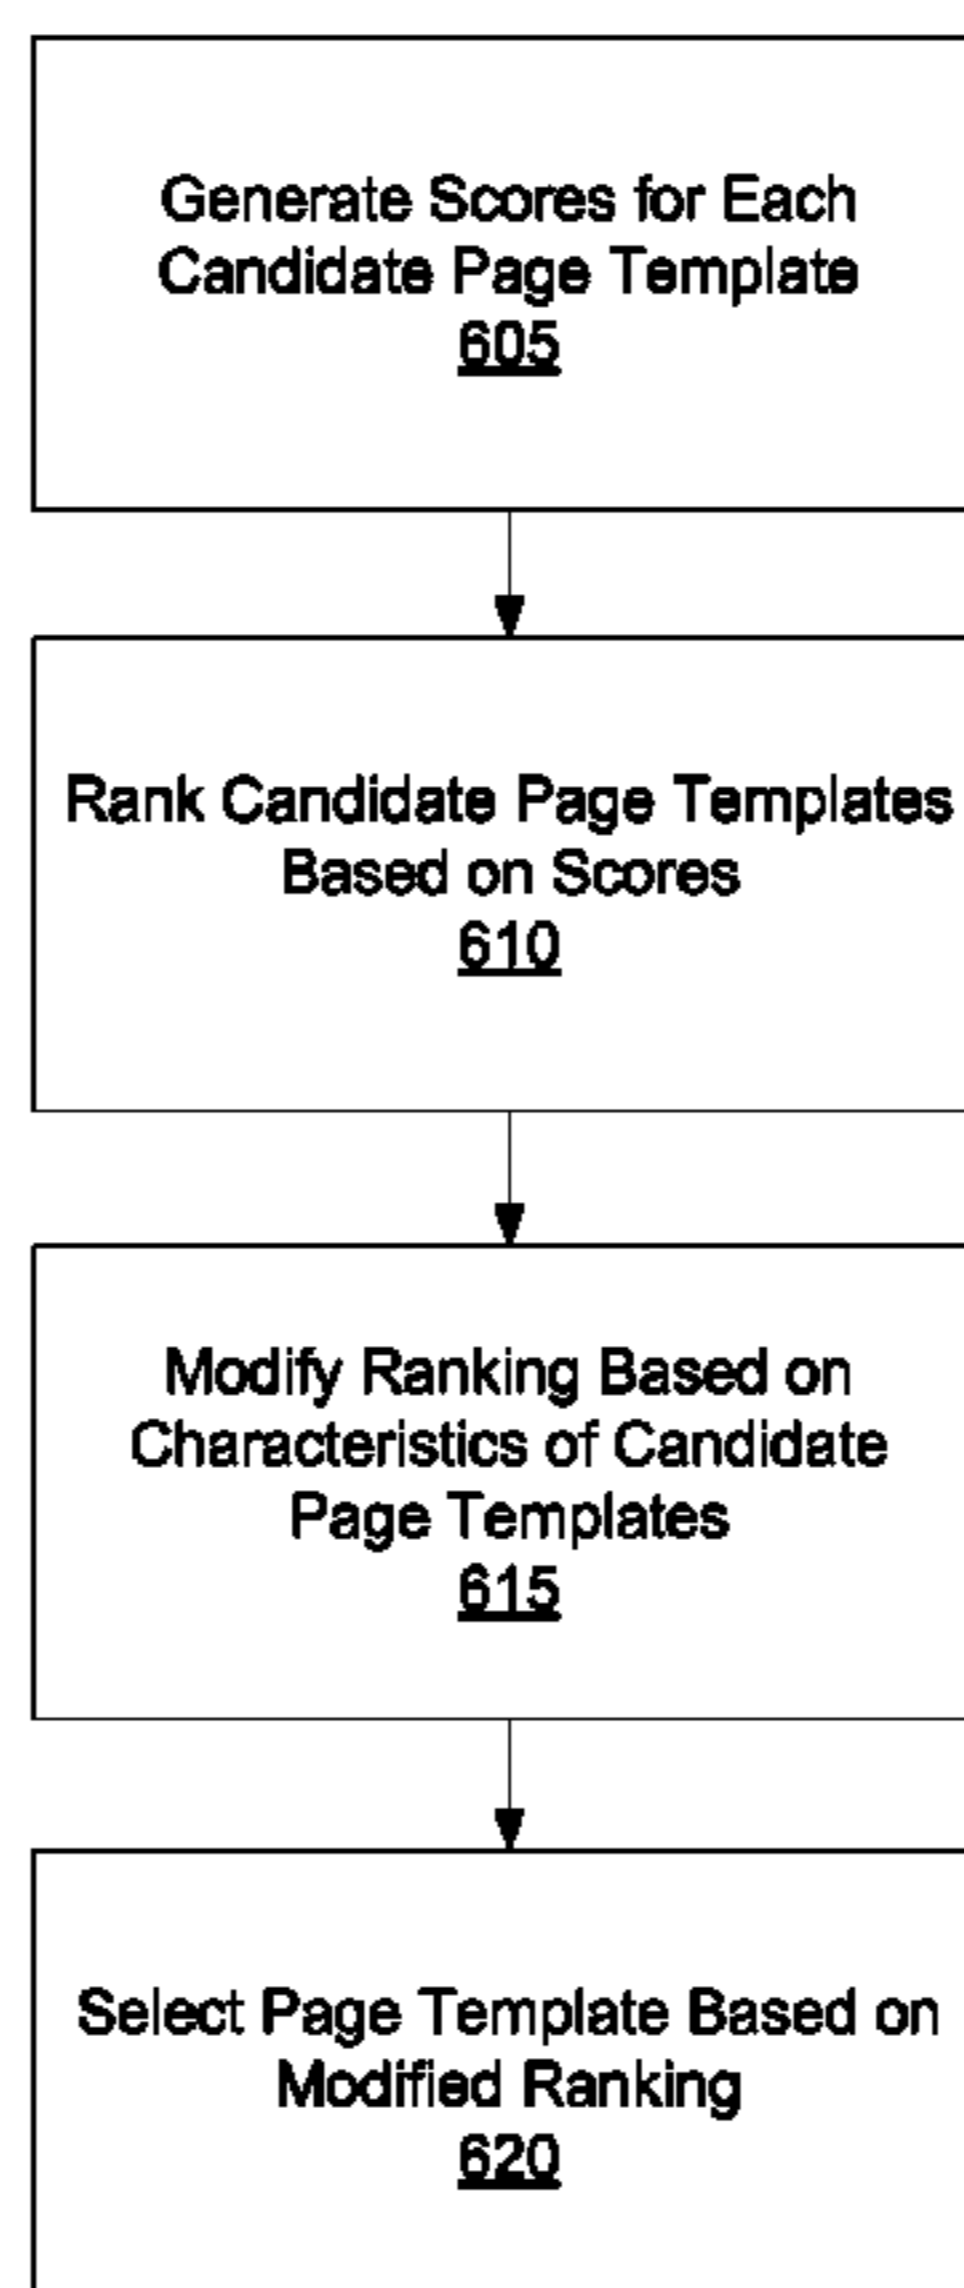 Generate Scores for Each
Candidate Page Template
605
Rank Candidate Page Templates
Based on Scores
610
Modify Ranking Based on
Characteristics of Candidate
Page Templates
615
Select Page Template Based on
Modified Ranking
620